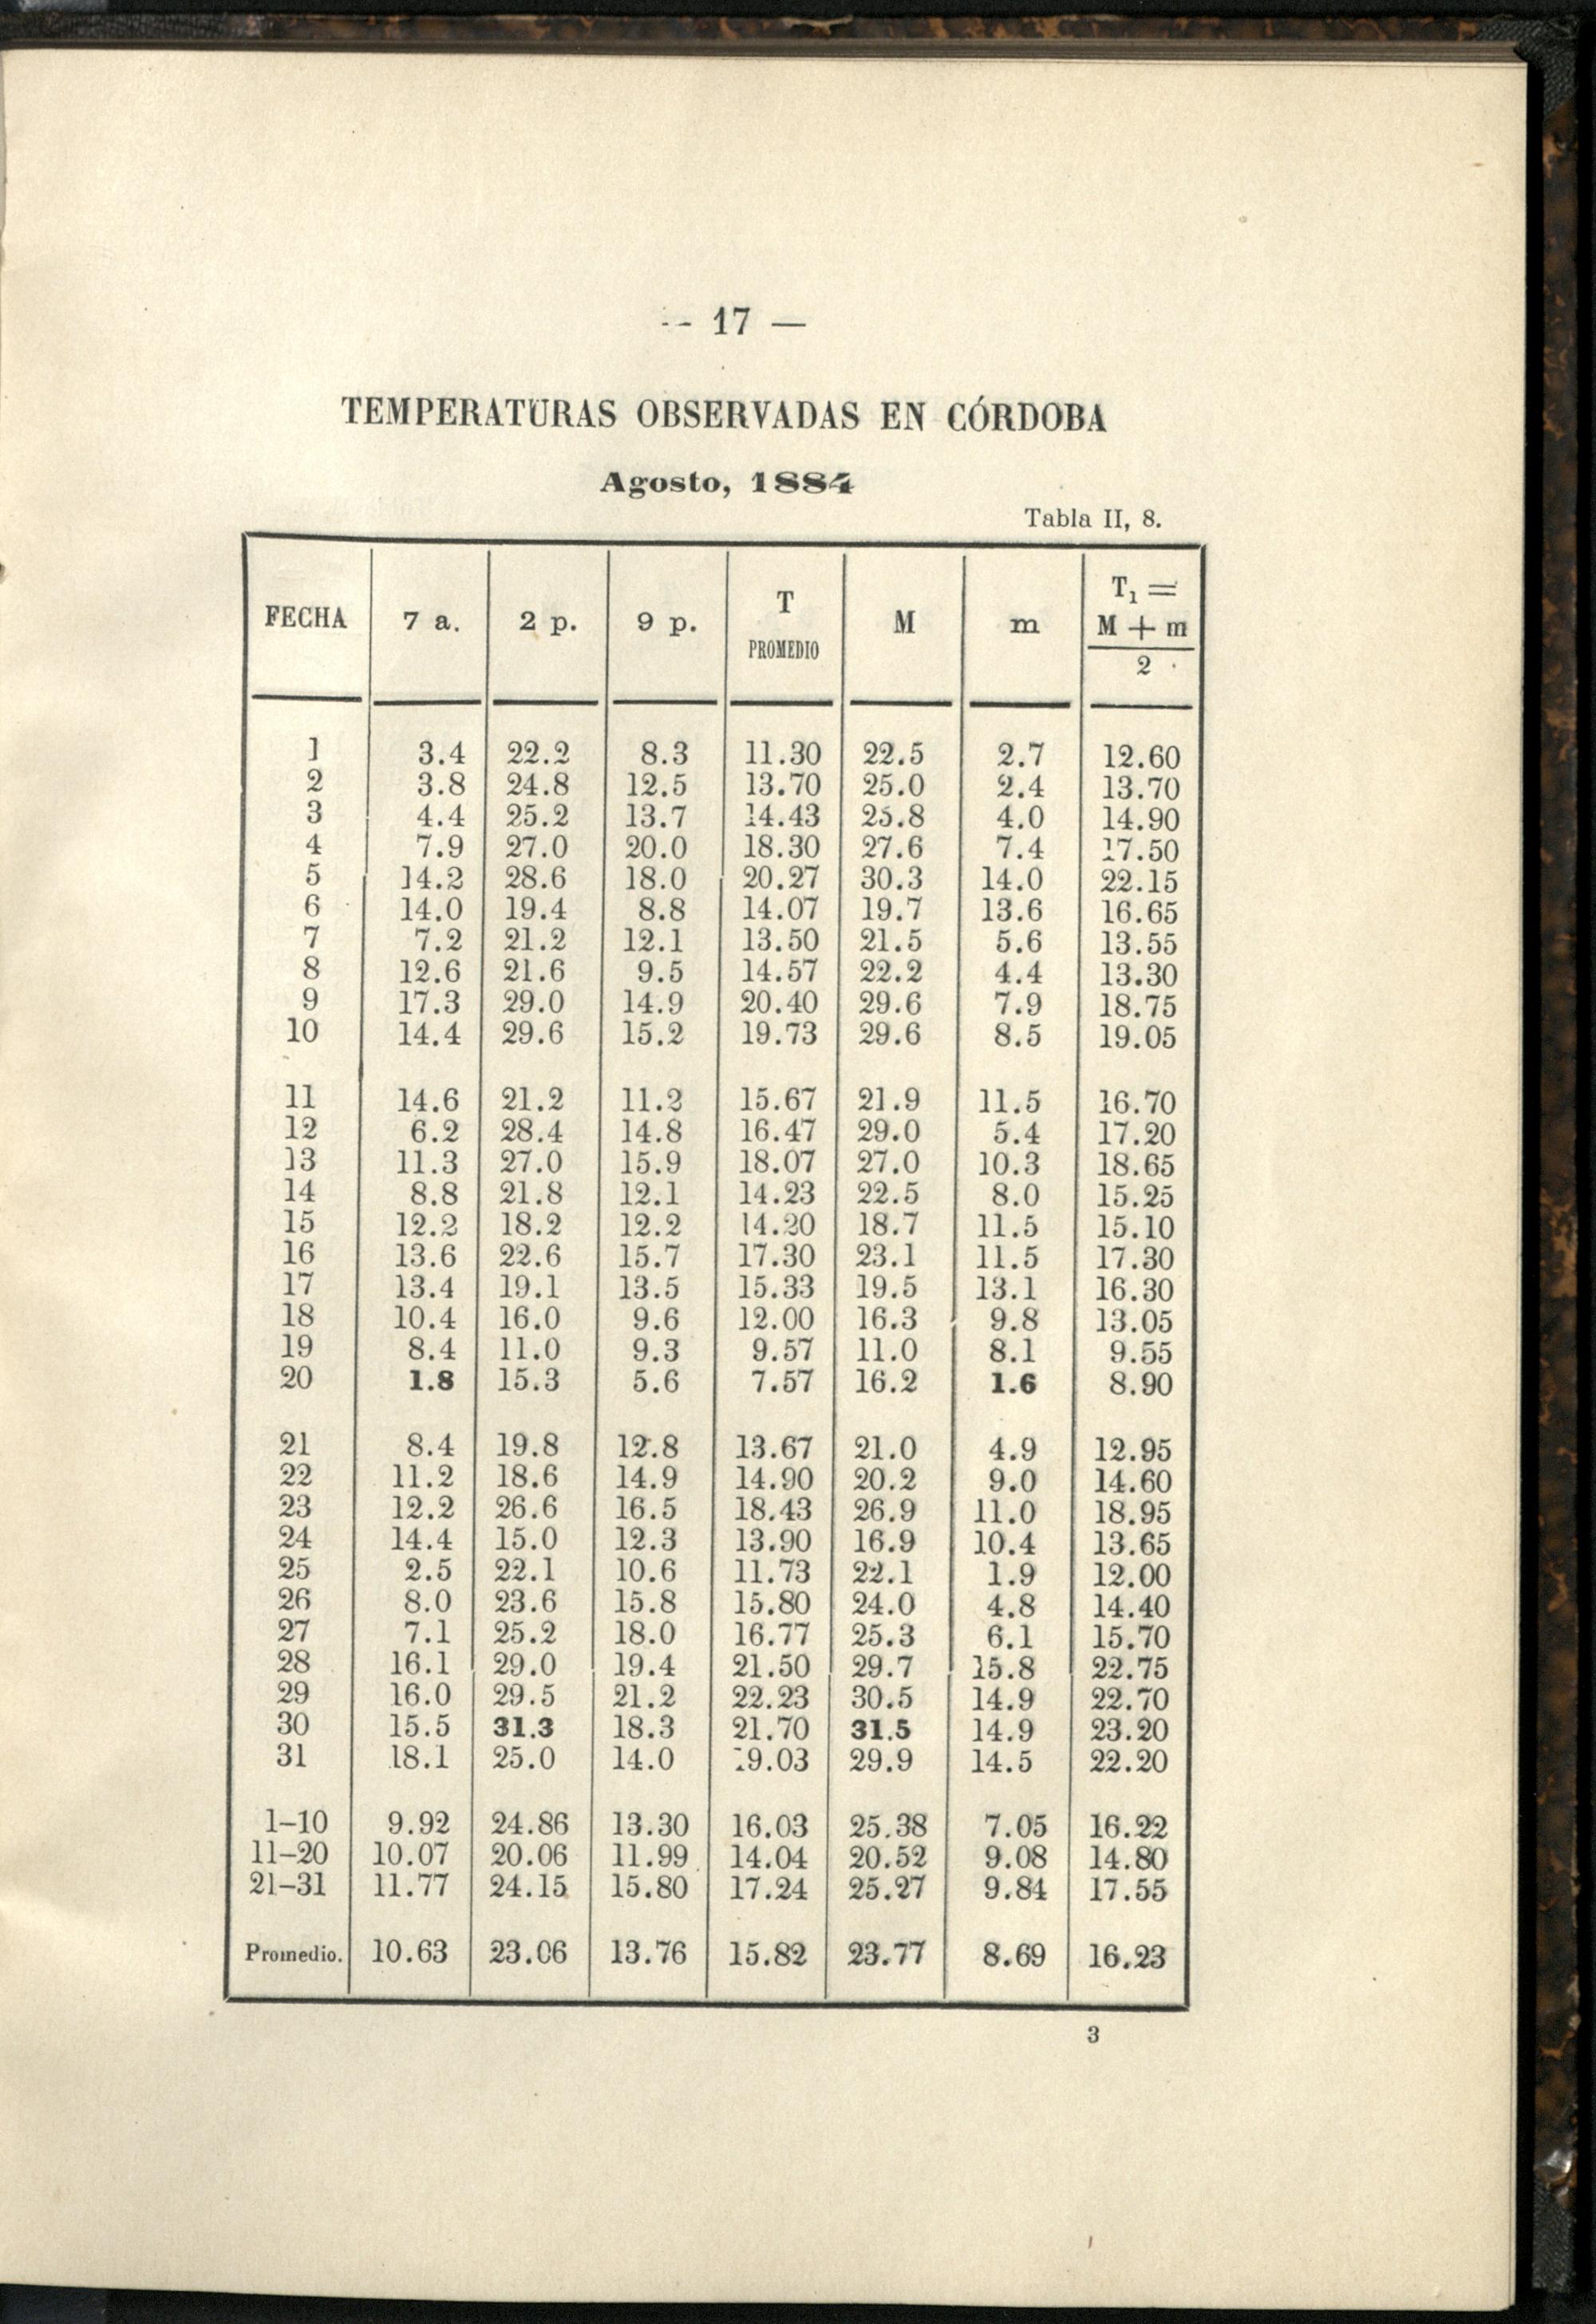 -- 17 —
TEMPERATURAS OBSERVADAS EN CÓRDOBA
Agosto, 1884
Tabla II, 8.
FECHA 7 a. 2 p. 9 p. T PROMEDIO M m T₁ = M + m / 2
1 3.4 22.2 8.3 11.30 22.5 2.7 12.60
2 3.8 24.8 12.5 13.70 25.0 2.4 13.70
3 4.4 25.2 13.7 14.43 25.8 4.0 14.90
4 7.9 27.0 20.0 18.30 27.6 7.4 17.50
5 14.2 28.6 18.0 20.27 30.3 14.0 22.15
6 14.0 19.4 8.8 14.07 19.7 13.6 16.65
7 7.2 21.2 12.1 13.50 21.5 5.6 13.55
8 12.6 21.6 9.5 14.57 22.2 4.4 13.30
9 17.3 29.0 14.9 20.40 29.6 7.9 18.75
10 14.4 29.6 15.2 19.73 29.6 8.5 19.05
11 14.6 21.2 11.2 15.67 21.9 11.5 16.70
12 6.2 28.4 14.8 16.47 29.0 5.4 17.20
13 11.3 27.0 15.9 18.07 27.0 10.3 18.65
14 8.8 21.8 12.1 14.23 22.5 8.0 15.25
15 12.2 18.2 12.2 14.20 18.7 11.5 15.10
16 13.6 22.6 15.7 17.30 23.1 11.5 17.30
17 13.4 19.1 13.5 15.33 19.5 13.1 16.30
18 10.4 16.0 9.6 12.00 16.3 9.8 13.05
19 8.4 11.0 9.3 9.57 11.0 8.1 9.55
20 1.8 15.3 5.6 7.57 16.2 1.6 8.90
21 8.4 19.8 12.8 13.67 21.0 4.9 12.95
22 11.2 18.6 14.9 14.90 20.2 9.0 14.60
23 12.2 26.6 16.5 18.43 26.9 11.0 18.95
24 14.4 15.0 12.3 13.90 16.9 10.4 13.65
25 2.5 22.1 10.6 11.73 22.1 1.9 12.00
26 8.0 23.6 15.8 15.80 24.0 4.8 14.40
27 7.1 25.2 18.0 16.77 25.3 6.1 15.70
28 16.1 29.0 19.4 21.50 29.7 15.8 22.75
29 16.0 29.5 21.2 22.23 30.5 14.9 22.70
30 15.5 31.3 18.3 21.70 31.5 14.9 23.20
31 18.1 25.0 14.0 19.03 29.9 14.5 22.20
1–10 9.92 24.86 13.30 16.03 25.38 7.05 16.22
11–20 10.07 20.06 11.99 14.04 20.52 9.08 14.80
21–31 11.77 24.15 15.80 17.24 25.27 9.84 17.55
Promedio. 10.63 23.06 13.76 15.82 23.77 8.69 16.23
3